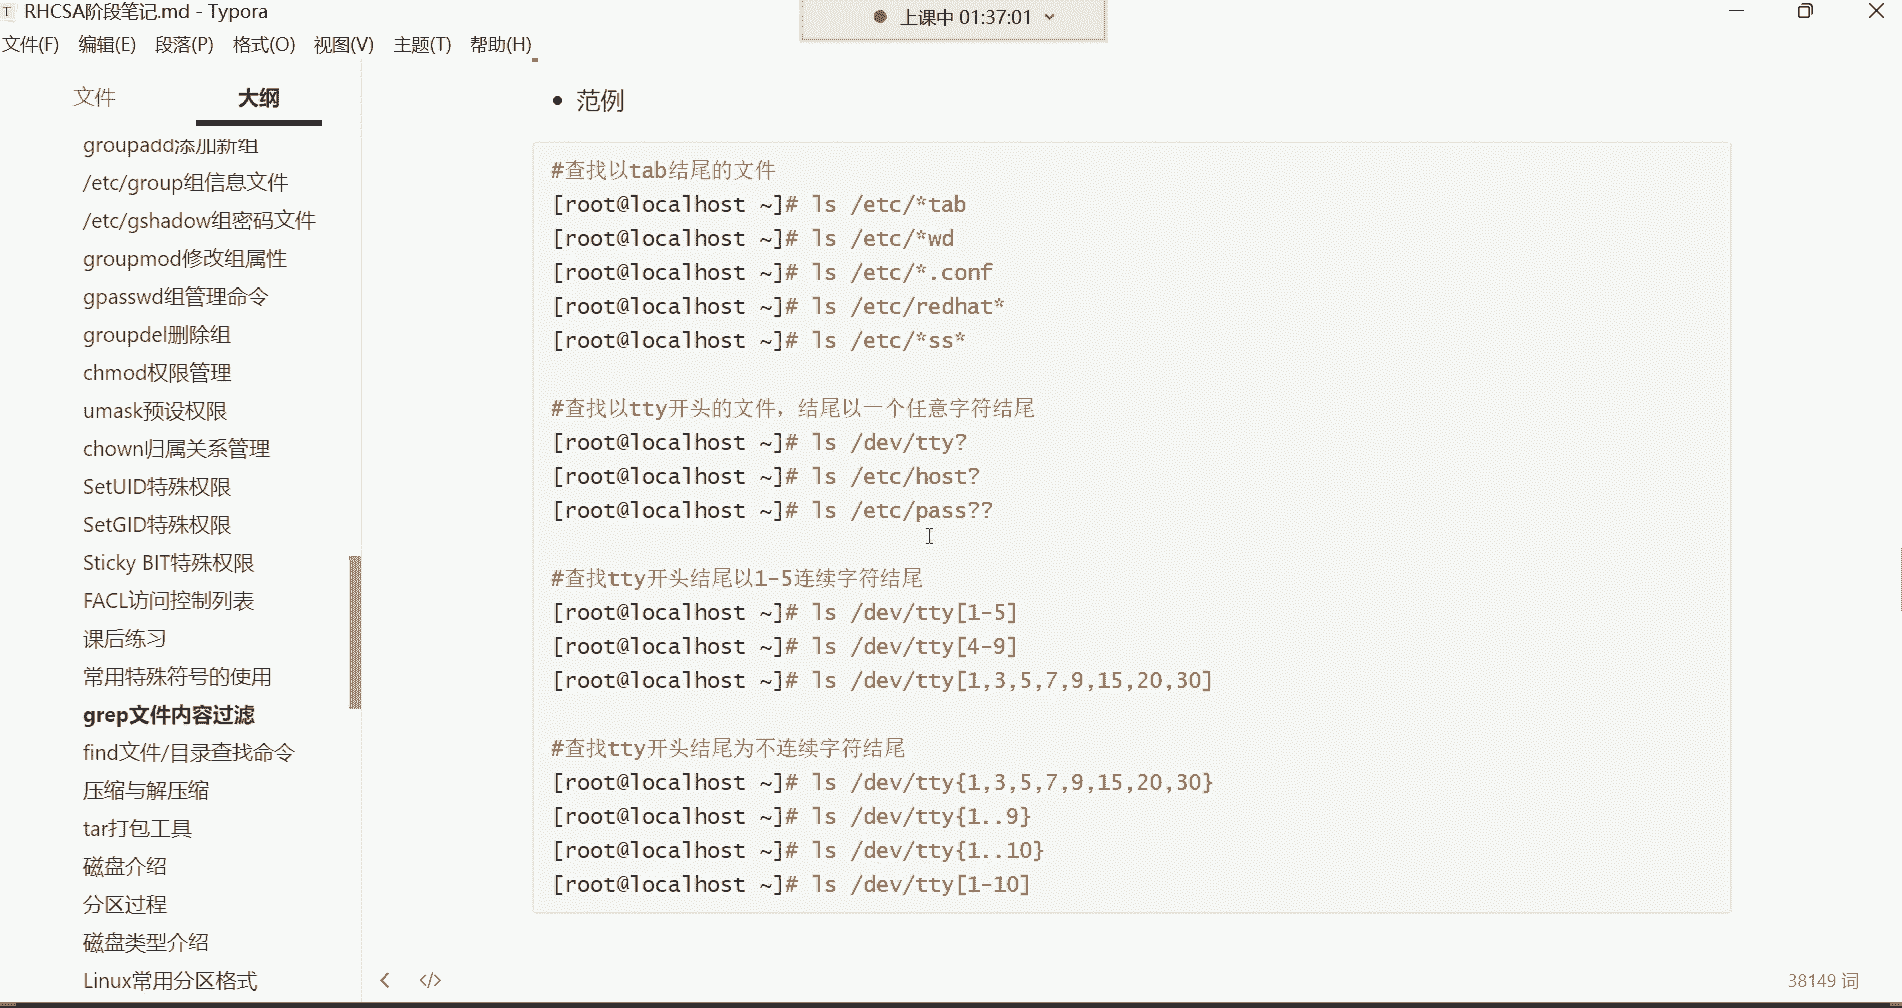 RHCSA阶段笔记.md - Typora
上课中 01:37:01
文件(F) 编辑(E) 段落(P) 格式(O) 视图(V) 主题(T) 帮助(H)
文件 大纲
groupadd添加新组
/etc/group组信息文件
/etc/gshadow组密码文件
groupmod修改组属性
gpasswd组管理命令
groupdel删除组
chmod权限管理
umask预设权限
chown归属关系管理
SetUID特殊权限
SetGID特殊权限
Sticky BIT特殊权限
FACL访问控制列表
课后练习
常用特殊符号的使用
grep文件内容过滤
find文件/目录查找命令
压缩与解压缩
tar打包工具
磁盘介绍
分区过程
磁盘类型介绍
Linux常用分区格式
• 范例
#查找以tab结尾的文件
[root@localhost ~]# ls /etc/*tab
[root@localhost ~]# ls /etc/*wd
[root@localhost ~]# ls /etc/*.conf
[root@localhost ~]# ls /etc/redhat*
[root@localhost ~]# ls /etc/*ss*
#查找以tty开头的文件，结尾以一个任意字符结尾
[root@localhost ~]# ls /dev/tty?
[root@localhost ~]# ls /etc/host?
[root@localhost ~]# ls /etc/pass??
#查找tty开头结尾以1-5连续字符结尾
[root@localhost ~]# ls /dev/tty[1-5]
[root@localhost ~]# ls /dev/tty[4-9]
[root@localhost ~]# ls /dev/tty[1,3,5,7,9,15,20,30]
#查找tty开头结尾为不连续字符结尾
[root@localhost ~]# ls /dev/tty{1,3,5,7,9,15,20,30}
[root@localhost ~]# ls /dev/tty{1..9}
[root@localhost ~]# ls /dev/tty{1..10}
[root@localhost ~]# ls /dev/tty[1-10]
</> 38149 词